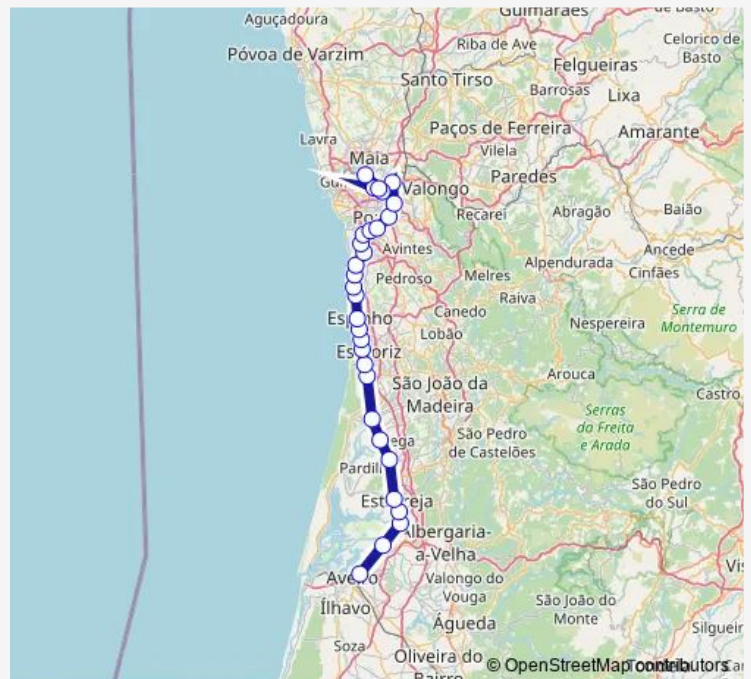 Guimarães
de Basto
Aguçadoura
Celorico de
Basto
Riba de Ave
Póvoa de Varzim
Felgueiras
Santo Tirso
Barrosas
Lixa
Paços de Ferreira
Amarante
Lavra
Vilela
Maia
Paredes
Valongo
Recarei
Abragão
Baião
Avintes
Ancede
Alpendurada
Cinfães
Pedroso
Melres
Raiva
Canedo
Serra de
Montemuro
Nespereira
Lobão
Arouca
Castro
São João da
Madeira
Serras
da Freita
e Arada
São Pedro
de Castelões
São Pedro
do Sul
Albergaria-
a-Velha
Valongo do
Vouga
São João do
Monte
Ílhavo
Águeda
Soza
Oliveira do
Bairro
© OpenStreetMap contributors